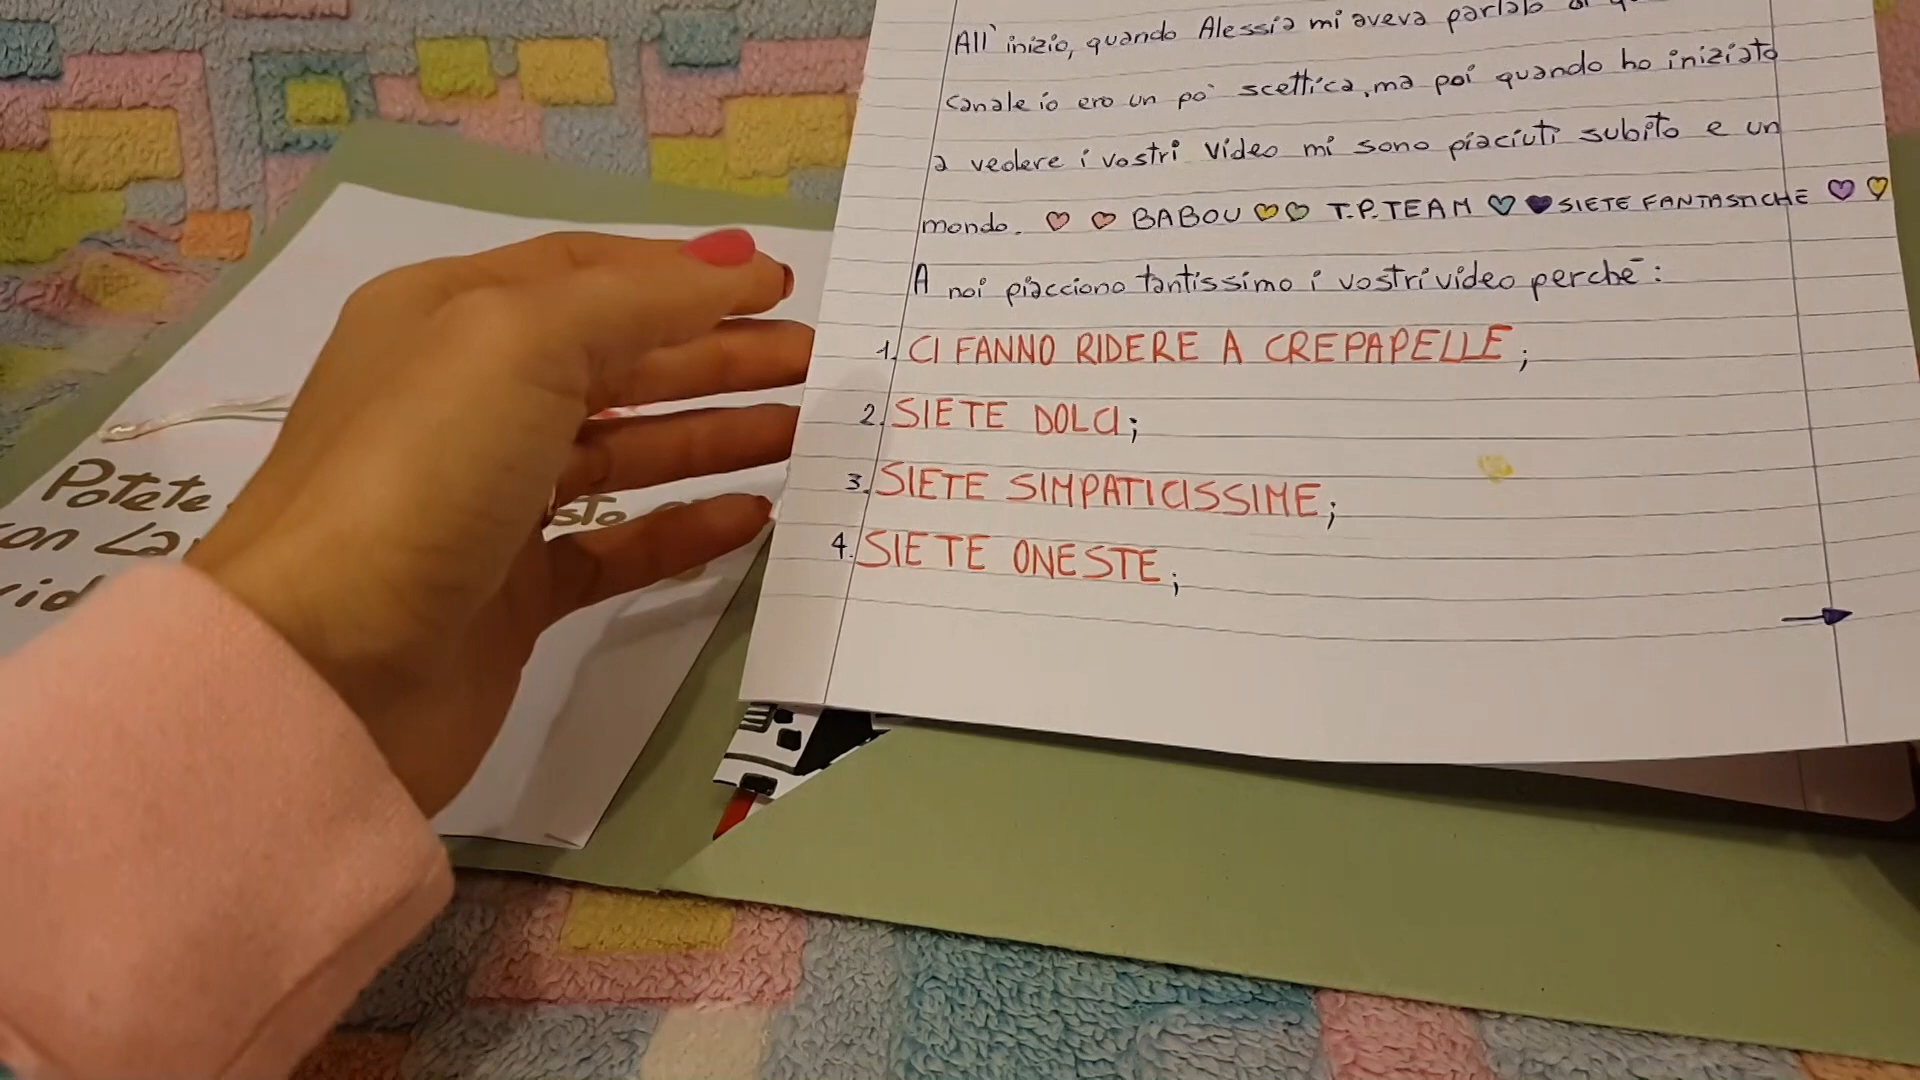 All' inizio, quando Alessia mi aveva parlato di
canale io ero un po' scettica, ma poi quando ho iniziato
a vedere i vostri video mi sono piaciuti subito e un
mondo. BABOU T.P.TEAM SIETE FANTASTICHE
A noi piacciono tantissimo i vostri video perchè:
1. CI FANNO RIDERE A CREPAPELLE;
2. SIETE DOLCI;
3. SIETE SIMPATICISSIME;
4. SIETE ONESTE;
Potete